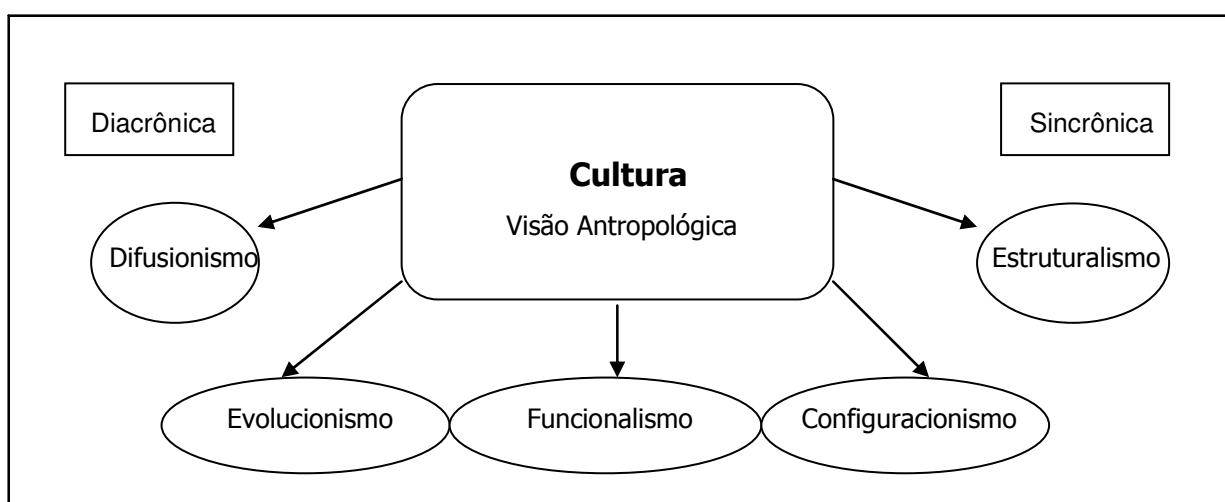 Diacrônica
Sincrônica
Cultura
Visão Antropológica
Difusionismo
Estruturalismo
Evolucionismo
Funcionalismo
Configuracionismo